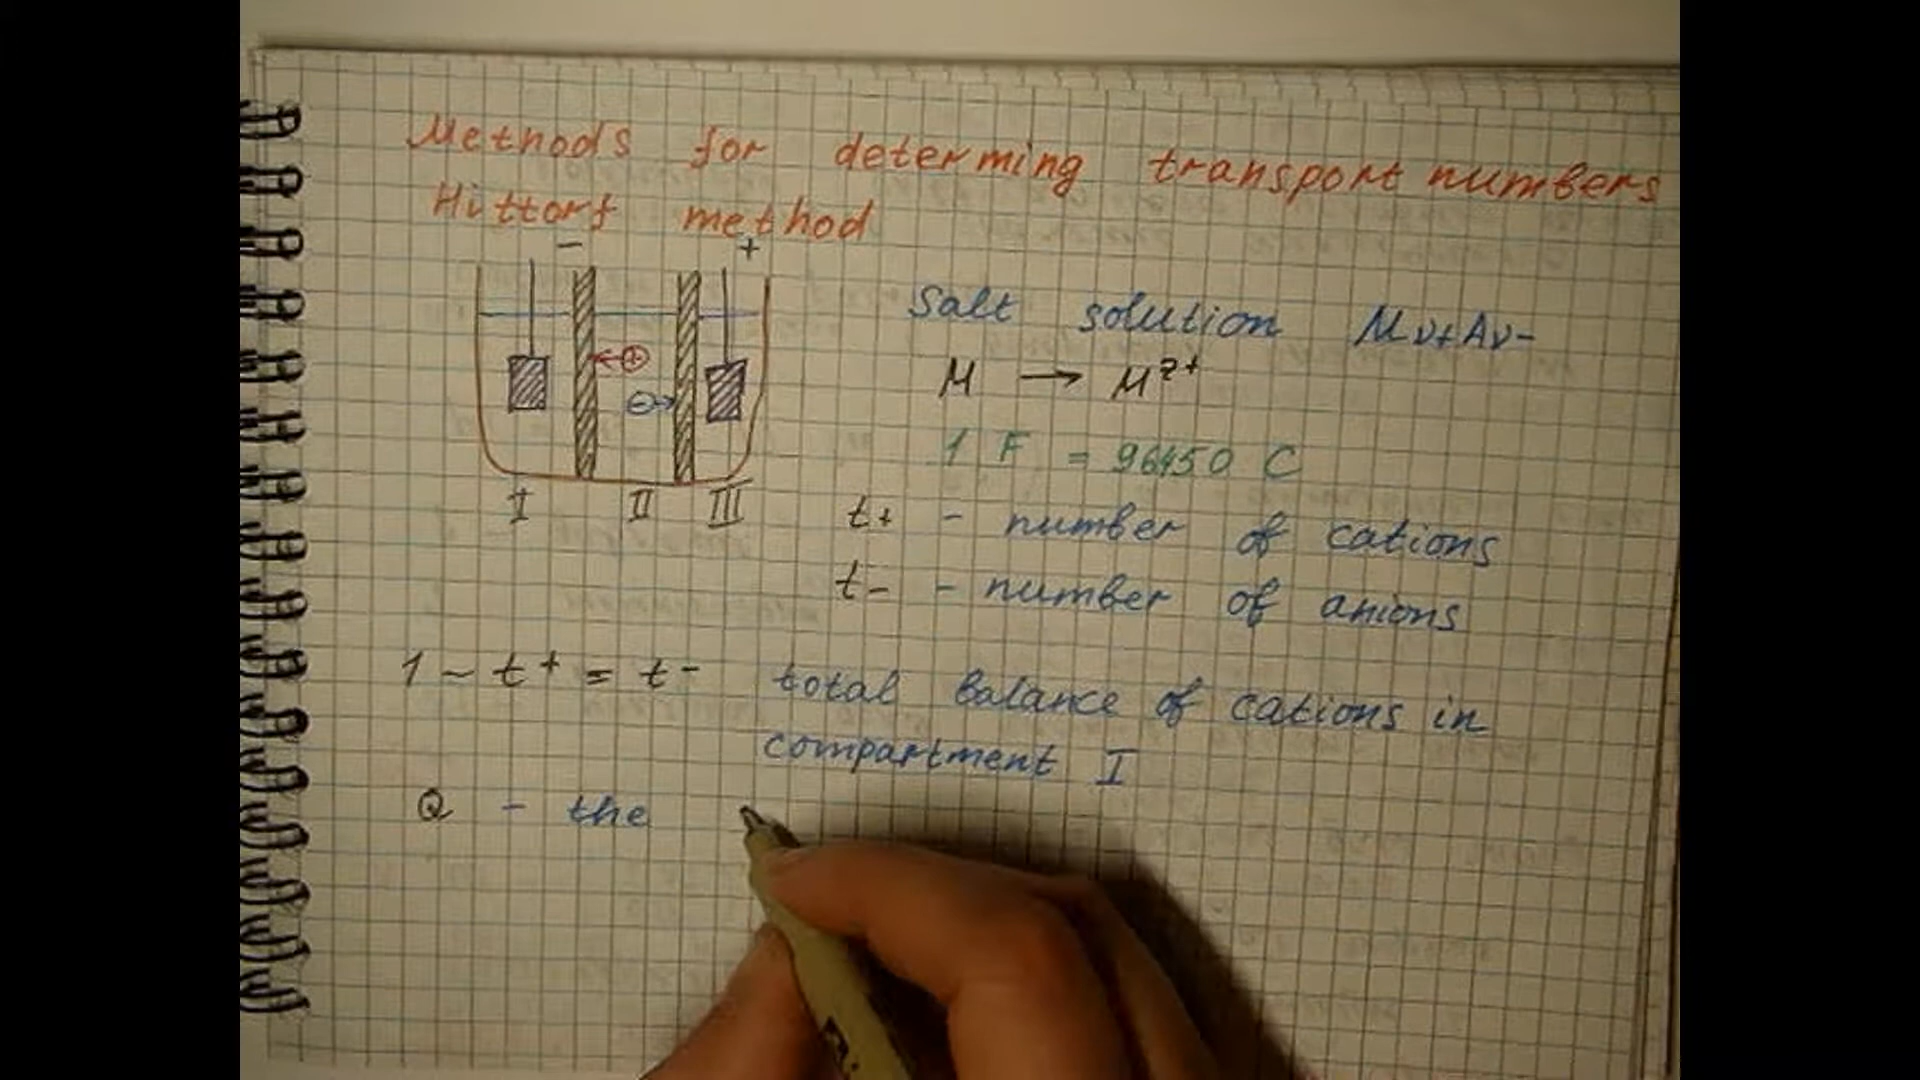 Methods for determing transport numbers
Hittorf method
- +
Salt solution Mν+Aν-
M → M^z+
1 F = 96450 C
I II III
t+ - number of cations
t- - number of anions
1 - t+ = t- total balance of cations in
compartment I
Q - the